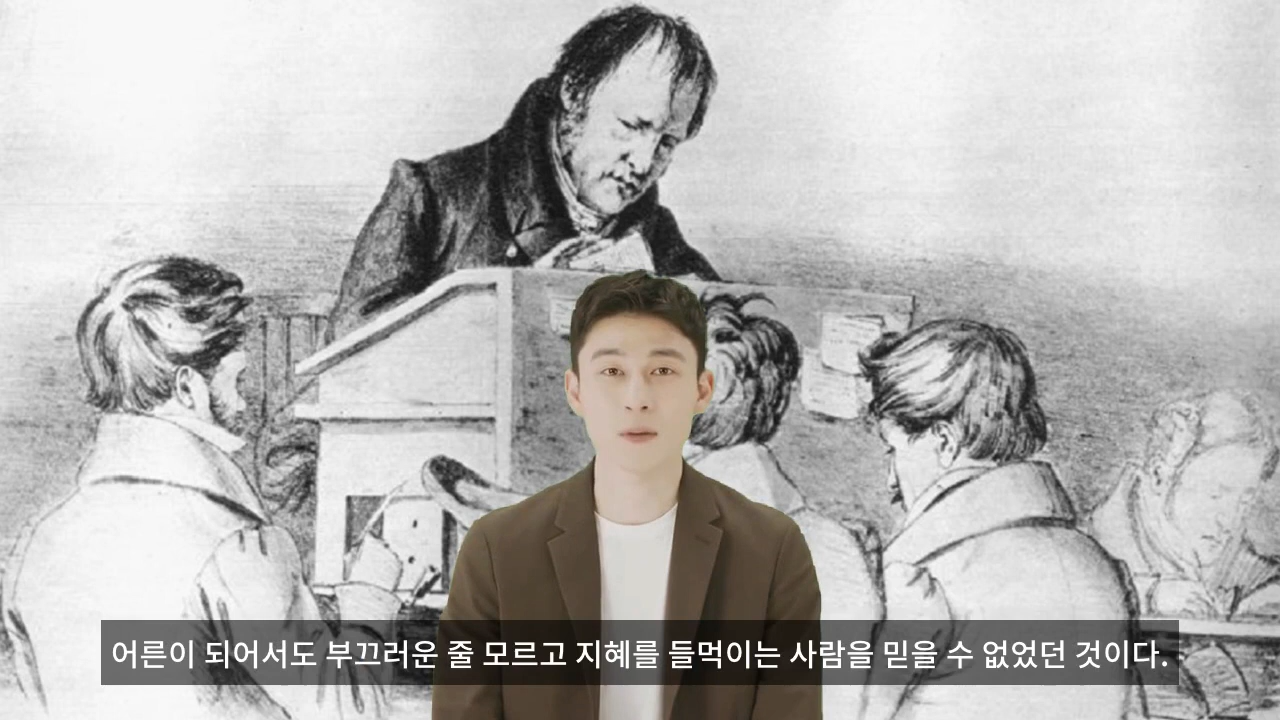 어른이 되어서도 부끄러운 줄 모르고 지혜를 들먹이는 사람을 믿을 수 없었던 것이다.